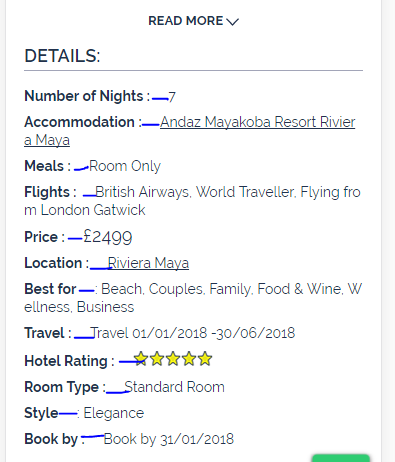 READ MORE
DETAILS:
Number of Nights : 7
Accommodation : Andaz Mayakoba Resort Rivier
a Maya
Meals : Room Only
Flights : British Airways, World Traveller, Flying fro
m London Gatwick
Price : £2499
Location : Riviera Maya
Best for : Beach, Couples, Family, Food & Wine, W
ellness, Business
Travel : Travel 01/01/2018 -30/06/2018
Hotel Rating :
Room Type : Standard Room
Style : Elegance
Book by : Book by 31/01/2018